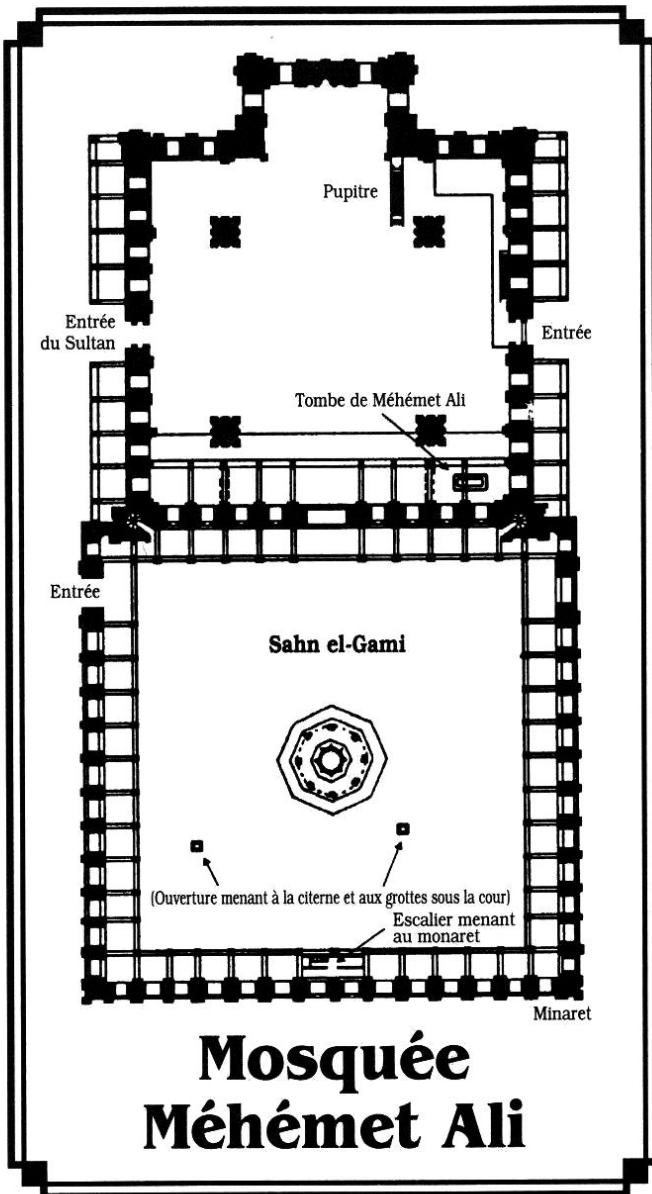 Pupitre
Entrée
du Sultan
Entrée
Tombe de Méhémet Ali
Entrée
Sahn el-Gami
(Ouverture menant à la citerne et aux grottes sous la cour)
Escalier menant
au monaret
Minaret
Mosquée
Méhémet Ali